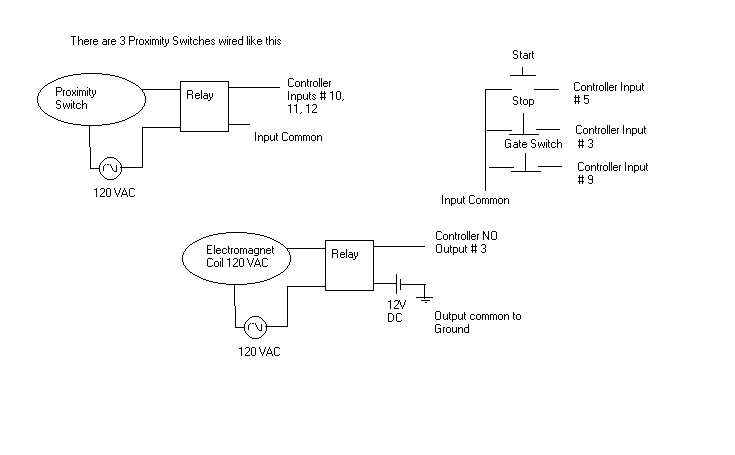 There are 3 Proximity Switches wired like this
Proximity
Switch
Relay
Controller
Inputs # 10,
11, 12
Input Common
120 VAC
Start
Controller Input
# 5
Stop
Controller Input
# 3
Gate Switch
Controller Input
# 9
Input Common
Electromagnet
Coil 120 VAC
Relay
Controller NO
Output # 3
12V
DC
Output common to
Ground
120 VAC